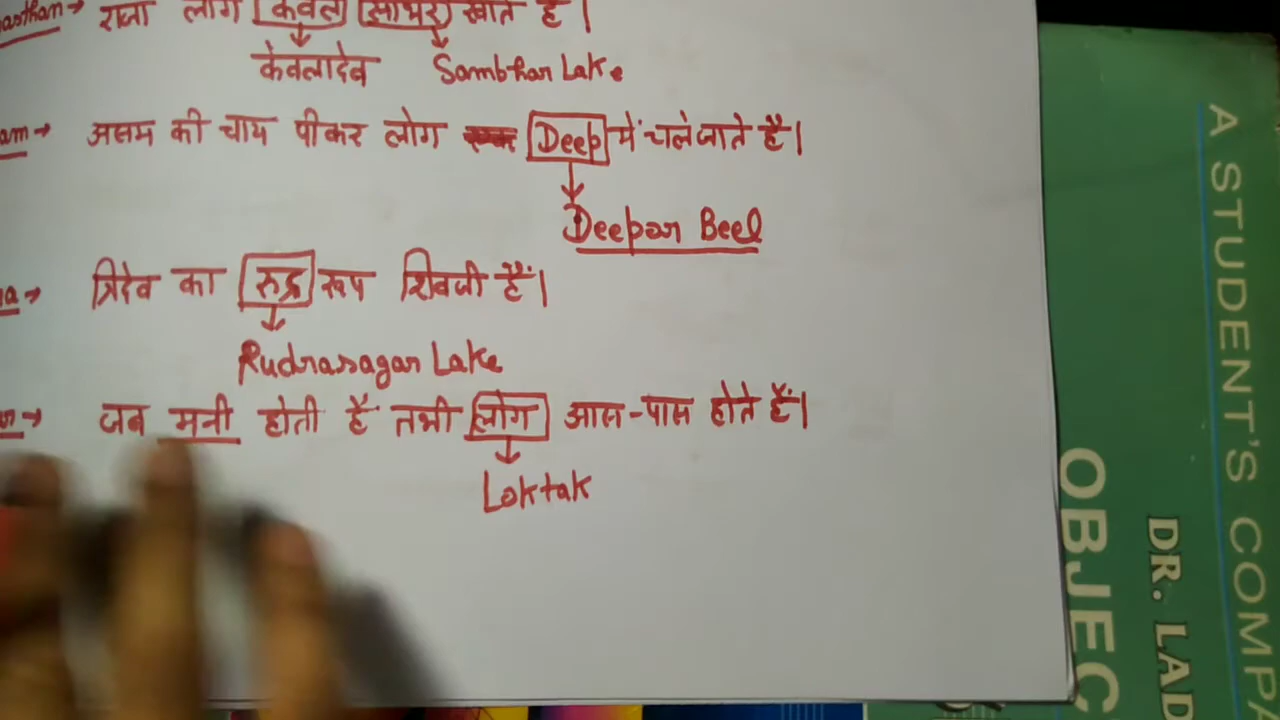 राजा लोग केवल साभर खाते है।
केवलादेव Sambhar Lake
असम की चाय पीकर लोग Deep में चले जाते है।
Deepar Beel
त्रिदेव का रुद्र रूप शिवजी हैं।
Rudrasagar Lake
जब मनी होती है तभी लोग आस-पास होते हैं।
Loktak
A STUDENT'S COMPA
OBJEC
DR. LAD